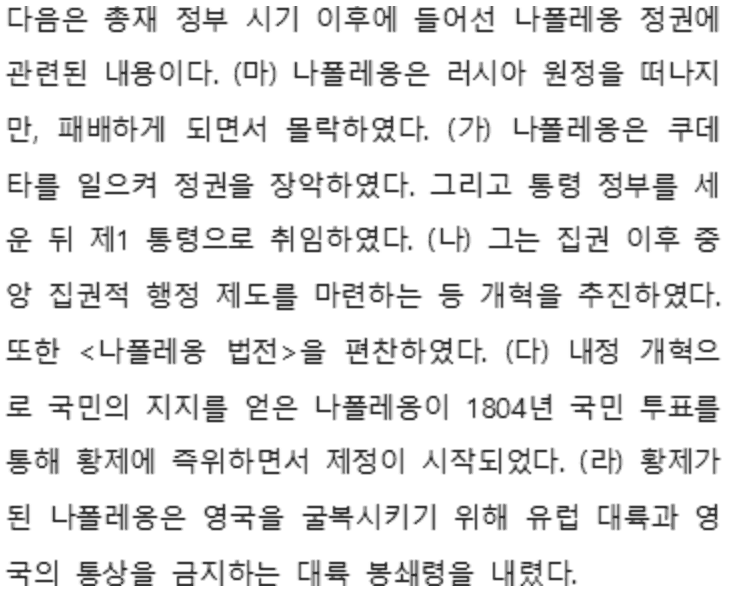 다음은 총재 정부 시기 이후에 들어선 나폴레옹 정권에
관련된 내용이다. (마) 나폴레옹은 러시아 원정을 떠나지
만, 패배하게 되면서 몰락하였다. (가) 나폴레옹은 쿠데
타를 일으켜 정권을 장악하였다. 그리고 통령 정부를 세
운 뒤 제1 통령으로 취임하였다. (나) 그는 집권 이후 중
앙 집권적 행정 제도를 마련하는 등 개혁을 추진하였다.
또한 <나폴레옹 법전>을 편찬하였다. (다) 내정 개혁으
로 국민의 지지를 얻은 나폴레옹이 1804년 국민 투표를
통해 황제에 즉위하면서 제정이 시작되었다. (라) 황제가
된 나폴레옹은 영국을 굴복시키기 위해 유럽 대륙과 영
국의 통상을 금지하는 대륙 봉쇄령을 내렸다.